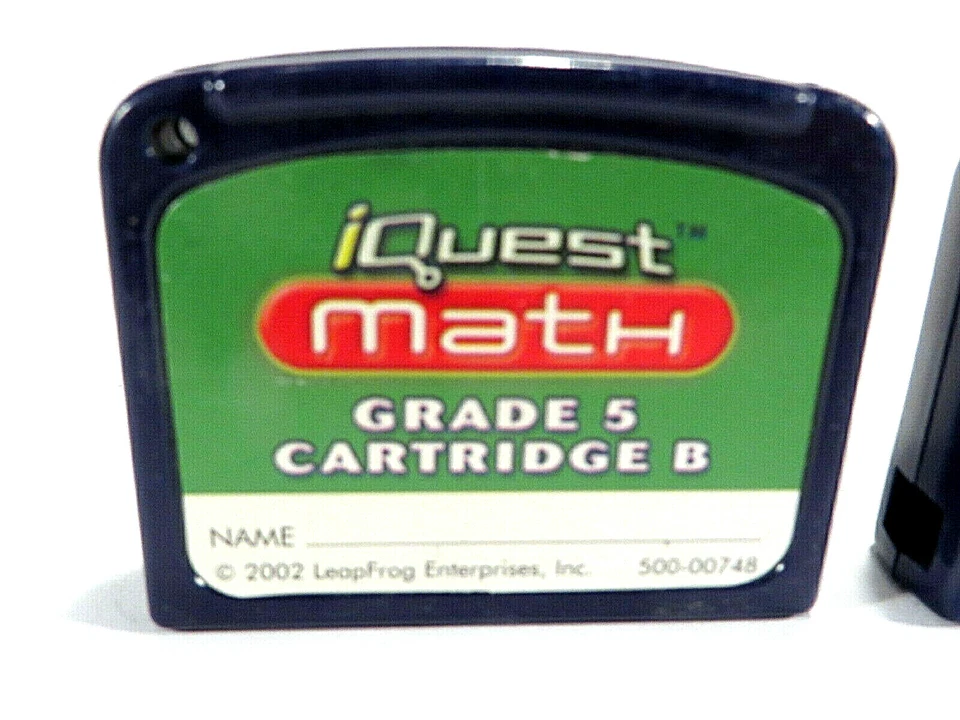 iQuest™
math
GRADE 5
CARTRIDGE B
NAME
© 2002 LeapFrog Enterprises, Inc. 500-00748